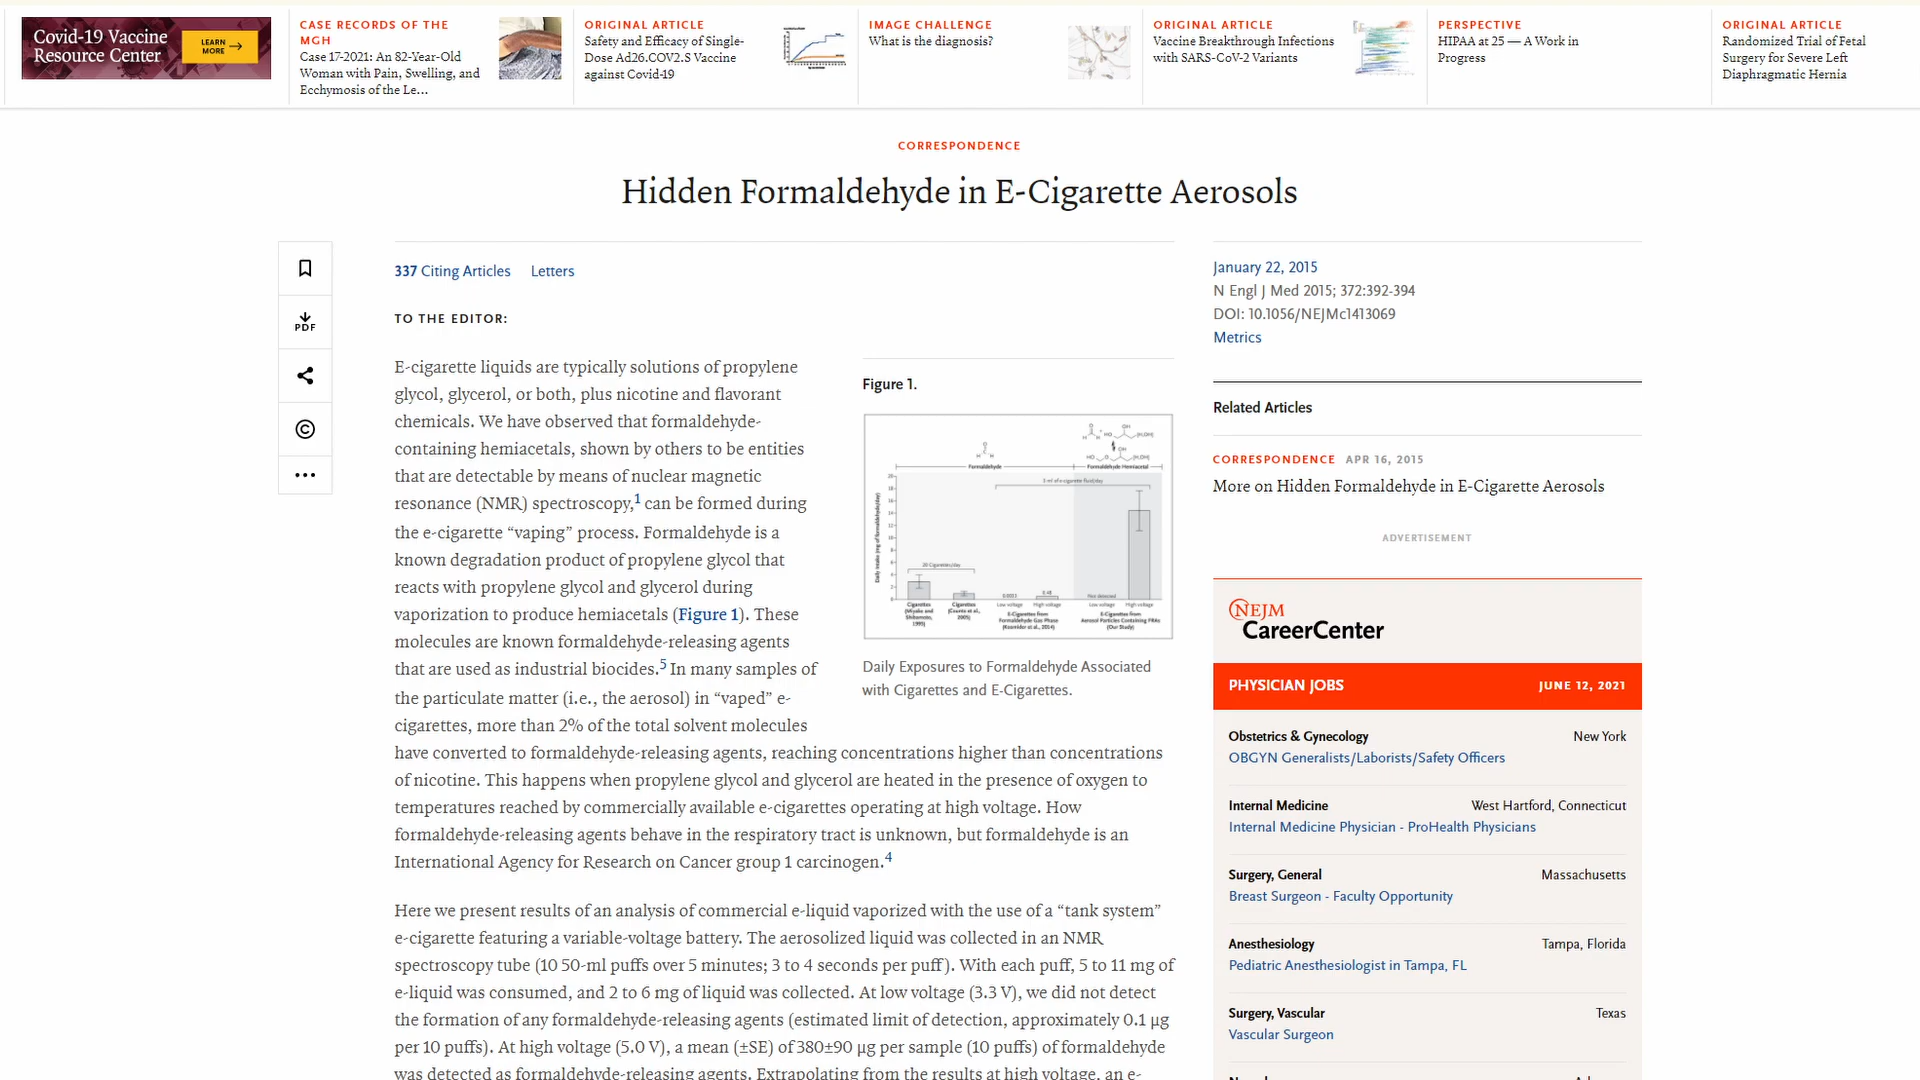 Covid-19 Vaccine
Resource Center
LEARN
MORE
CASE RECORDS OF THE
MGH
Case 17-2021: An 82-Year-Old
Woman with Pain, Swelling, and
Ecchymosis of the Le...
ORIGINAL ARTICLE
Safety and Efficacy of Single-
Dose Ad26.COV2.S Vaccine
against Covid-19
IMAGE CHALLENGE
What is the diagnosis?
ORIGINAL ARTICLE
Vaccine Breakthrough Infections
with SARS-CoV-2 Variants
PERSPECTIVE
HIPAA at 25 — A Work in
Progress
ORIGINAL ARTICLE
Randomized Trial of Fetal
Surgery for Severe Left
Diaphragmatic Hernia
CORRESPONDENCE
Hidden Formaldehyde in E-Cigarette Aerosols
PDF
337 Citing Articles Letters
TO THE EDITOR:
E-cigarette liquids are typically solutions of propylene
glycol, glycerol, or both, plus nicotine and flavorant
chemicals. We have observed that formaldehyde-
containing hemiacetals, shown by others to be entities
that are detectable by means of nuclear magnetic
resonance (NMR) spectroscopy,1 can be formed during
the e-cigarette “vaping” process. Formaldehyde is a
known degradation product of propylene glycol that
reacts with propylene glycol and glycerol during
vaporization to produce hemiacetals (Figure 1). These
molecules are known formaldehyde-releasing agents
that are used as industrial biocides.5 In many samples of
the particulate matter (i.e., the aerosol) in “vaped” e-
cigarettes, more than 2% of the total solvent molecules
have converted to formaldehyde-releasing agents, reaching concentrations higher than concentrations
of nicotine. This happens when propylene glycol and glycerol are heated in the presence of oxygen to
temperatures reached by commercially available e-cigarettes operating at high voltage. How
formaldehyde-releasing agents behave in the respiratory tract is unknown, but formaldehyde is an
International Agency for Research on Cancer group 1 carcinogen.4
Here we present results of an analysis of commercial e-liquid vaporized with the use of a “tank system”
e-cigarette featuring a variable-voltage battery. The aerosolized liquid was collected in an NMR
spectroscopy tube (10 50-ml puffs over 5 minutes; 3 to 4 seconds per puff). With each puff, 5 to 11 mg of
e-liquid was consumed, and 2 to 6 mg of liquid was collected. At low voltage (3.3 V), we did not detect
the formation of any formaldehyde-releasing agents (estimated limit of detection, approximately 0.1 μg
per 10 puffs). At high voltage (5.0 V), a mean (±SE) of 380±90 μg per sample (10 puffs) of formaldehyde
was detected as formaldehyde-releasing agents. Extrapolating from the results at high voltage, an e-
Figure 1.
Formaldehyde
Formaldehyde Hemiacetal
20 Cigarettes/day
Low voltage High voltage
Not detected
Low voltage High voltage
Daily Exposures to Formaldehyde Associated
with Cigarettes and E-Cigarettes.
January 22, 2015
N Engl J Med 2015; 372:392-394
DOI: 10.1056/NEJMc1413069
Metrics
Related Articles
CORRESPONDENCE APR 16, 2015
More on Hidden Formaldehyde in E-Cigarette Aerosols
ADVERTISEMENT
NEJM
CareerCenter
PHYSICIAN JOBS JUNE 12, 2021
Obstetrics & Gynecology New York
OBGYN Generalists/Laborists/Safety Officers
Internal Medicine West Hartford, Connecticut
Internal Medicine Physician - ProHealth Physicians
Surgery, General Massachusetts
Breast Surgeon - Faculty Opportunity
Anesthesiology Tampa, Florida
Pediatric Anesthesiologist in Tampa, FL
Surgery, Vascular Texas
Vascular Surgeon